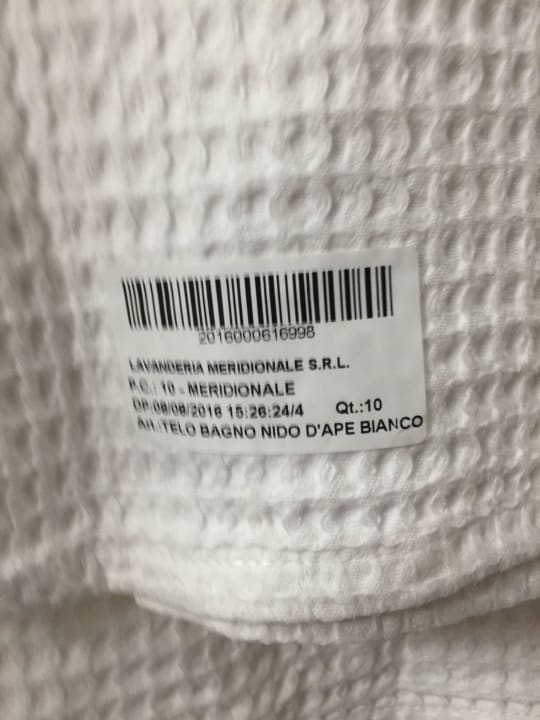 2016000616998
LAVANDERIA MERIDIONALE S.R.L.
P.C.: 10 - MERIDIONALE
OP:08/08/2016 15:26:24/4 Qt.:10
Art.:TELO BAGNO NIDO D'APE BIANCO